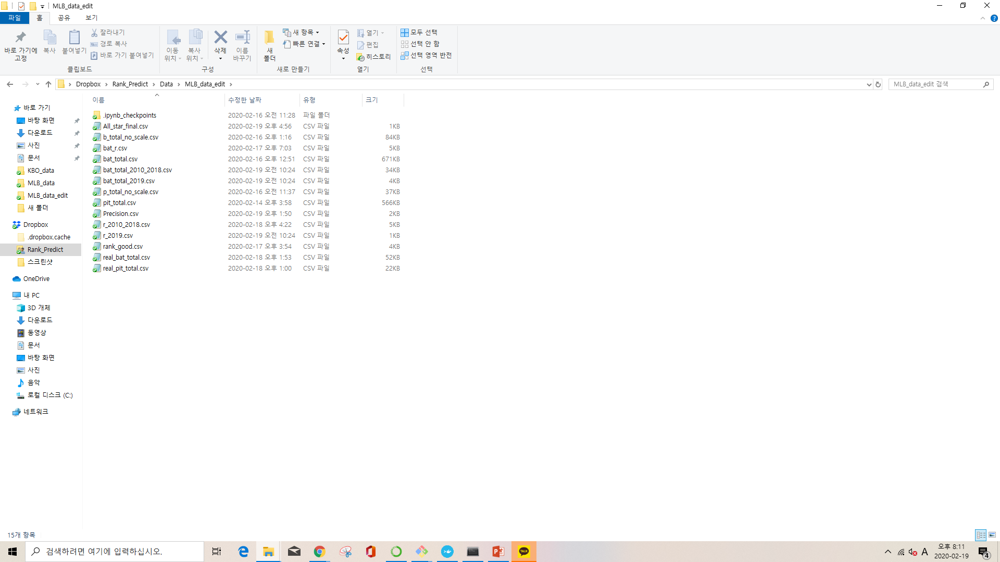 MLB_data_edit
파일 홈 공유 보기
바로 가기에 고정
복사
붙여넣기
잘라내기
경로 복사
바로 가기 붙여넣기
클립보드
이동 위치
복사 위치
삭제
이름 바꾸기
구성
새 폴더
새 항목
빠른 연결
새로 만들기
속성
열기
편집
히스토리
열기
모두 선택
선택 안 함
선택 영역 반전
선택
Dropbox Rank_Predict Data MLB_data_edit
MLB_data_edit 검색
바로 가기
바탕 화면
다운로드
사진
문서
KBO_data
MLB_data
MLB_data_edit
새 폴더
Dropbox
.dropbox.cache
Rank_Predict
스크린샷
OneDrive
내 PC
3D 개체
다운로드
동영상
문서
바탕 화면
사진
음악
로컬 디스크 (C:)
네트워크
이름 수정한 날짜 유형 크기
.ipynb_checkpoints 2020-02-16 오전 11:28 파일 폴더
All_star_final.csv 2020-02-19 오후 4:56 CSV 파일 1KB
b_total_no_scale.csv 2020-02-16 오후 1:16 CSV 파일 84KB
bat_r.csv 2020-02-17 오후 7:03 CSV 파일 5KB
bat_total.csv 2020-02-16 오후 12:51 CSV 파일 671KB
bat_total_2010_2018.csv 2020-02-19 오전 10:24 CSV 파일 34KB
bat_total_2019.csv 2020-02-19 오전 10:24 CSV 파일 4KB
p_total_no_scale.csv 2020-02-16 오전 11:37 CSV 파일 37KB
pit_total.csv 2020-02-14 오후 3:58 CSV 파일 566KB
Precision.csv 2020-02-19 오후 1:50 CSV 파일 2KB
r_2010_2018.csv 2020-02-18 오후 4:22 CSV 파일 5KB
r_2019.csv 2020-02-19 오전 10:24 CSV 파일 1KB
rank_good.csv 2020-02-17 오후 3:54 CSV 파일 4KB
real_bat_total.csv 2020-02-18 오후 1:53 CSV 파일 52KB
real_pit_total.csv 2020-02-18 오후 1:00 CSV 파일 22KB
15개 항목
검색하려면 여기에 입력하십시오.
TALK
A
오후 8:11
2020-02-19
4